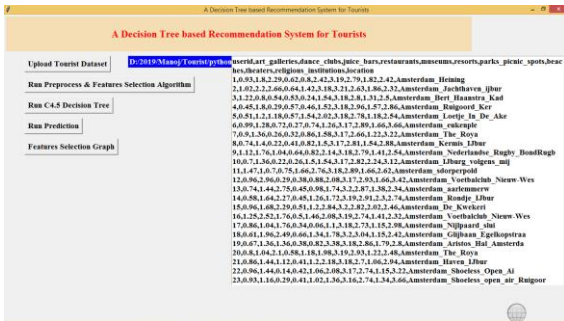 A Decision Tree based Recommendation System for Tourists
A Decision Tree based Recommendation System for Tourists
Upload Tourist Dataset
D:/2019/Manoj/Tourist/python
Run Preprocess & Features Selection Algorithm
Run C4.5 Decision Tree
Run Prediction
Features Selection Graph
userid,art_galleries,dance_clubs,juice_bars,restaurants,museums,resorts,parks_picnic_spots,beac
hes,theaters,religious_institutions,location
1,0.93,1.8,2.29,0.62,0.8,2.42,3.19,2.79,1.82,2.42,Amsterdam_Heining
2,1.02,2.2,2.66,0.64,1.42,3.18,3.21,2.63,1.86,2.32,Amsterdam_Jachthaven_ijbur
3,1.22,0.8,0.54,0.53,0.24,1.54,3.18,2.8,1.31,2.5,Amsterdam_Bert_Haanstra_Kad
4,0.45,1.8,0.29,0.57,0.46,1.52,3.18,2.96,1.57,2.86,Amsterdam_Ruigoord_Ker
5,0.51,1.2,1.18,0.57,1.54,2.02,3.18,2.78,1.18,2.54,Amsterdam_Loetje_In_De_Ake
6,0.99,1.28,0.72,0.27,0.74,1.26,3.17,2.89,1.66,3.66,Amsterdam_enkenple
7,0.9,1.36,0.26,0.32,0.86,1.58,3.17,2.66,1.22,3.22,Amsterdam_The_Roya
8,0.74,1.4,0.22,0.41,0.82,1.5,3.17,2.81,1.54,2.88,Amsterdam_Kermis_IJbur
9,1.12,1.76,1.04,0.64,0.82,2.14,3.18,2.79,1.41,2.54,Amsterdam_Nederlandse_Rugby_BondRugb
10,0.7,1.36,0.22,0.26,1.5,1.54,3.17,2.82,2.24,3.12,Amsterdam_IJburg_volgens_mij
11,1.47,1,0.7,0.75,1.66,2.76,3.18,2.89,1.66,2.62,Amsterdam_sdorperpold
12,0.96,2.96,0.29,0.38,0.88,2.08,3.17,2.93,1.66,3.42,Amsterdam_Voetbalclub_Nieuw-Wes
13,0.74,1.44,2.75,0.45,0.98,1.74,3.2,2.87,1.38,2.34,Amsterdam_aarlemmerw
14,0.58,1.64,2.27,0.45,1.26,1.72,3.19,2.91,2.3,2.74,Amsterdam_Rondje_IJbur
15,0.96,1.68,2.29,0.51,1.2,2.84,3.2,2.82,2.02,2.46,Amsterdam_De_Kwekeri
16,1.25,2.52,1.76,0.5,1.46,2.08,3.19,2.74,1.41,2.32,Amsterdam_Voetbalclub_Nieuw-Wes
17,0.86,1.04,1.76,0.34,0.06,1.1,3.18,2.73,1.15,2.98,Amsterdam_Nijlpaard_slui
18,0.61,1.96,2.49,0.66,1.34,1.78,3.2,3.04,1.15,2.42,Amsterdam_Glijbaan_Egelkopstraa
19,0.67,1.36,1.36,0.38,0.82,3.38,3.18,2.86,1.79,2.8,Amsterdam_Aristos_Hal_Amsterda
20,0.8,1.04,2.1,0.58,1.18,1.98,3.19,2.93,1.22,2.48,Amsterdam_The_Roya
21,0.86,1.44,1.12,0.41,1.2,2.18,3.18,2.7,1.06,2.94,Amsterdam_Haven_IJbur
22,0.96,1.44,0.14,0.42,1.06,2.08,3.17,2.74,1.15,3.22,Amsterdam_Shoeless_Open_Ai
23,0.93,1.16,0.29,0.41,1.02,1.36,3.16,2.74,1.34,3.66,Amsterdam_Shoeless_open_air_Ruigoor